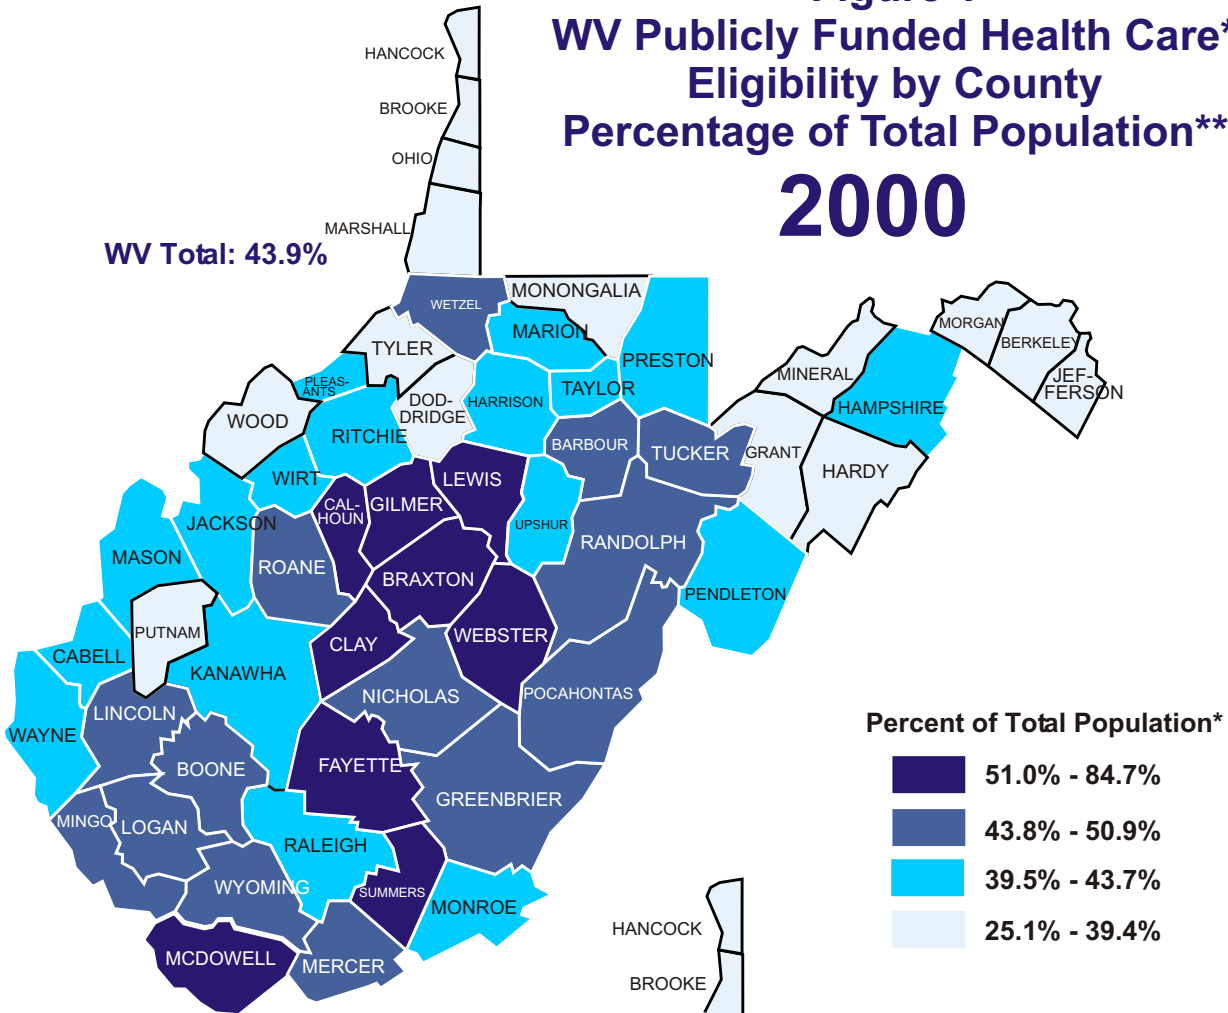 WV Publicly Funded Health Care*
Eligibility by County
Percentage of Total Population**
2000
WV Total: 43.9%
HANCOCK
BROOKE
OHIO
MARSHALL
WETZEL
MONONGALIA
MARION
PRESTON
TYLER
PLEAS-
ANTS
WOOD
DOD-
DRIDGE
HARRISON
TAYLOR
RITCHIE
BARBOUR
TUCKER
MORGAN
BERKELEY
JEF-
FERSON
MINERAL
HAMPSHIRE
GRANT
HARDY
WIRT
LEWIS
CAL-
HOUN
GILMER
UPSHUR
JACKSON
MASON
ROANE
RANDOLPH
BRAXTON
PENDLETON
PUTNAM
CLAY
WEBSTER
CABELL
KANAWHA
NICHOLAS
POCAHONTAS
LINCOLN
WAYNE
BOONE
FAYETTE
GREENBRIER
MINGO
LOGAN
RALEIGH
WYOMING
SUMMERS
MONROE
MCDOWELL
MERCER
Percent of Total Population*
51.0% - 84.7%
43.8% - 50.9%
39.5% - 43.7%
25.1% - 39.4%
HANCOCK
BROOKE